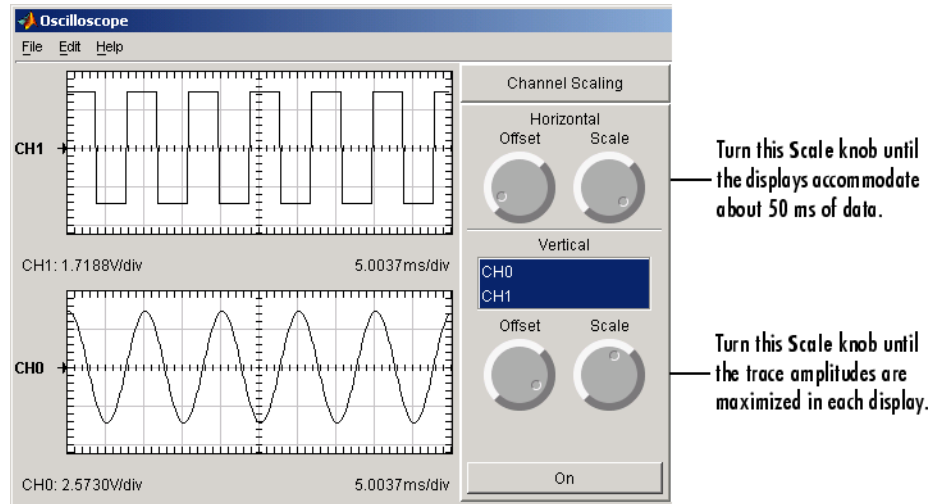 Oscilloscope
File Edit Help
Channel Scaling
Horizontal
Offset Scale
CH1
CH1: 1.7188V/div 5.0037ms/div
Turn this Scale knob until
the displays accommodate
about 50 ms of data.
Vertical
CH0
CH1
Offset Scale
CH0
CH0: 2.5730V/div 5.0037ms/div
On
Turn this Scale knob until
the trace amplitudes are
maximized in each display.